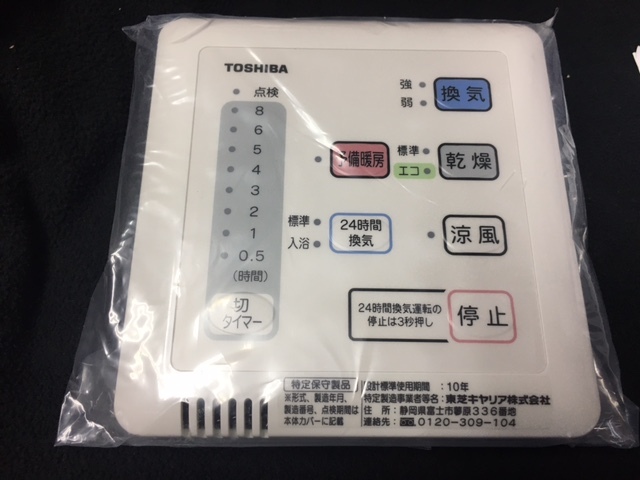 TOSHIBA
点検
8
6
5
4
3
2
1
0.5
(時間)
切
タイマー
強
弱
換気
予備暖房
標準
エコ
乾燥
標準
入浴
24時間
換気
涼風
24時間換気運転の
停止は3秒押し
停止
特定保守製品
※形式、製造年月、
製造番号、点検期間は
本体カバーに記載
設計標準使用期間 :10年
特定製造事業者等名:東芝キヤリア株式会社
住 所:静岡県富士市蓼原336番地
連絡先:0120-309-104